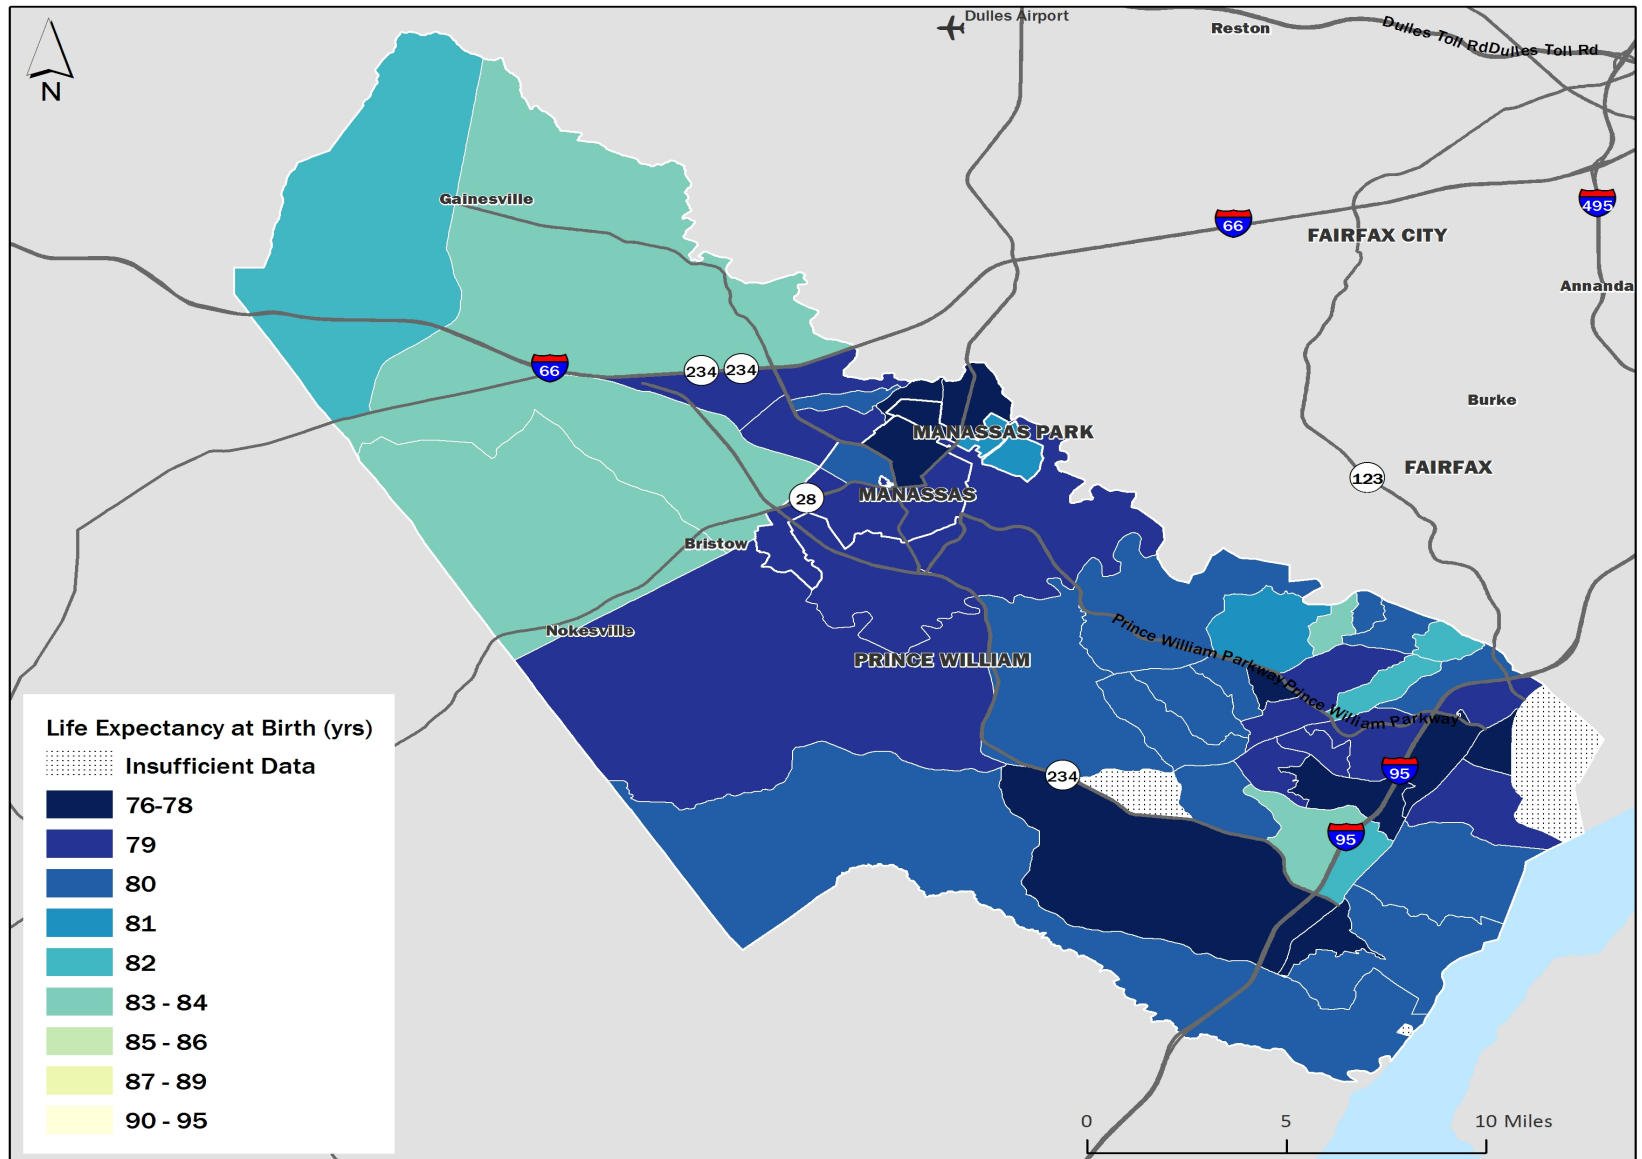 Dulles Airport
Reston
Dulles Toll Rd
Dulles Toll Rd
N
Gainesville
66
495
FAIRFAX CITY
Annanda
66
234
234
Burke
MANASSAS PARK
FAIRFAX
123
28
MANASSAS
Bristow
Nokesville
PRINCE WILLIAM
Prince William Parkway
Prince William Parkway
234
95
95
Life Expectancy at Birth (yrs)
Insufficient Data
76-78
79
80
81
82
83 - 84
85 - 86
87 - 89
90 - 95
0 5 10 Miles